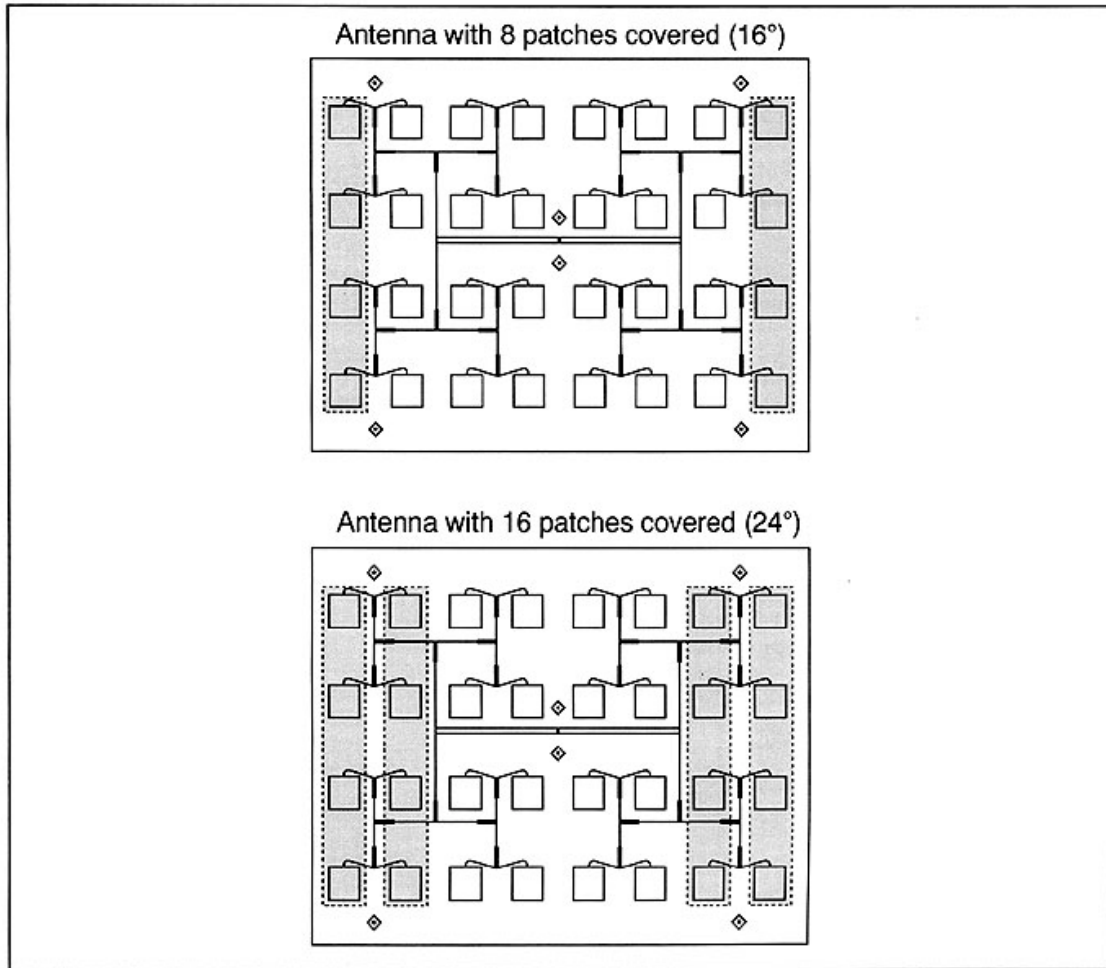 Antenna with 8 patches covered (16°)
Antenna with 16 patches covered (24°)